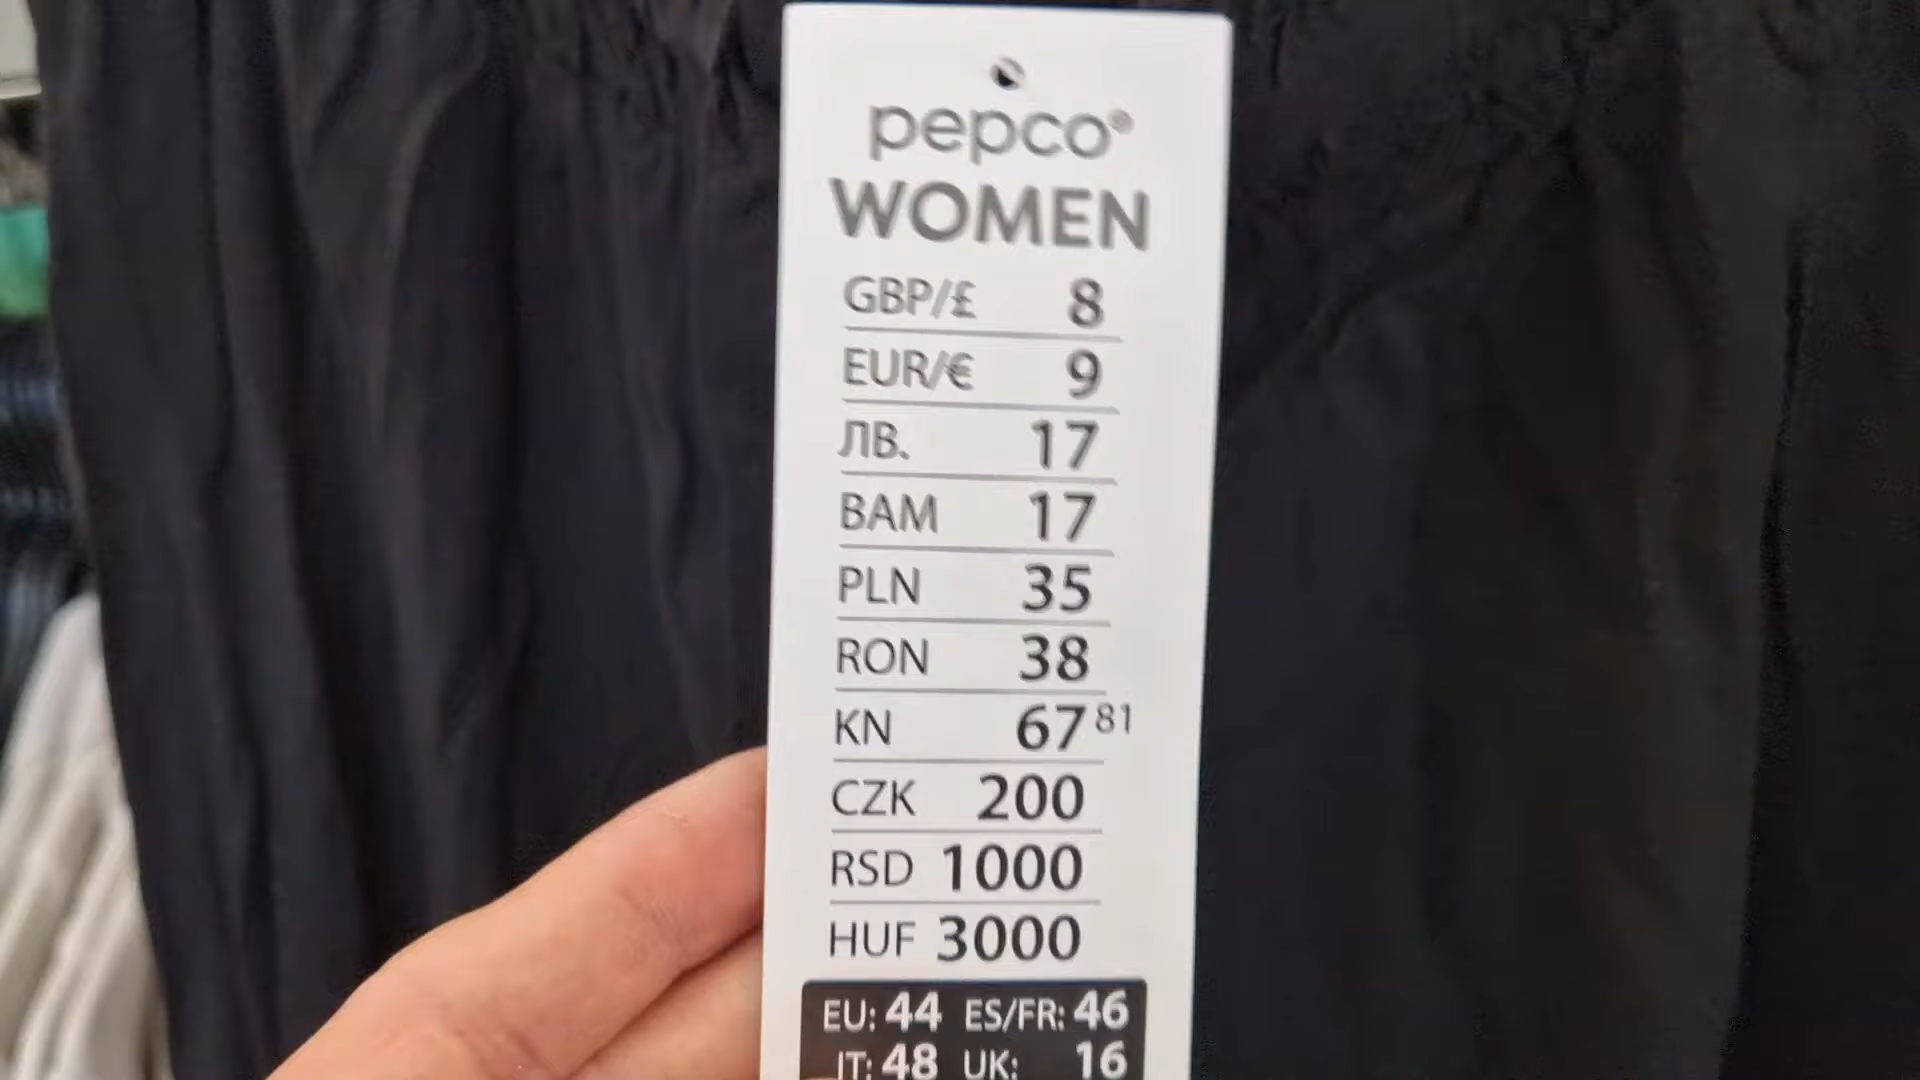 pepco®
WOMEN
GBP/£ 8
EUR/€ 9
ЛВ. 17
BAM 17
PLN 35
RON 38
KN 67 81
CZK 200
RSD 1000
HUF 3000
EU: 44 ES/FR: 46
IT: 48 UK: 16